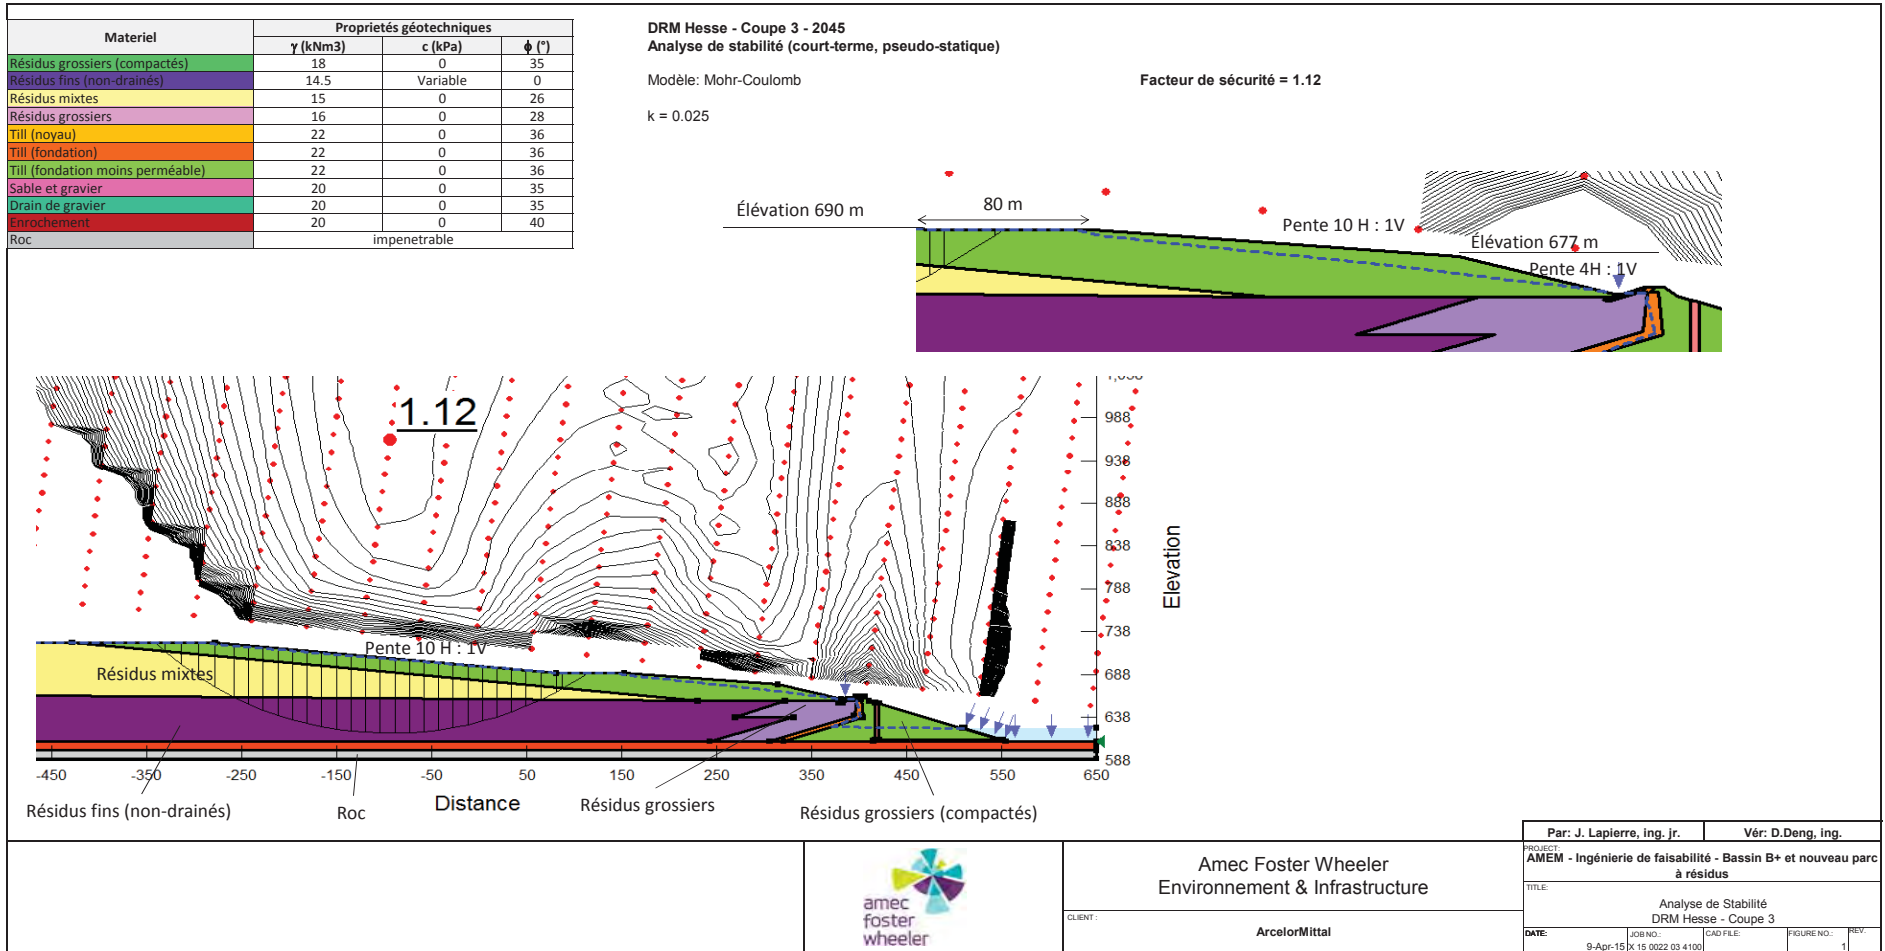 Materiel
Propriétés géotechniques
γ (kNm3) c (kPa) ϕ (°)
Résidus grossiers (compactés) 18 0 35
Résidus fins (non-drainés) 14.5 Variable 0
Résidus mixtes 15 0 26
Résidus grossiers 16 0 28
Till (noyau) 22 0 36
Till (fondation) 22 0 36
Till (fondation moins perméable) 22 0 36
Sable et gravier 20 0 35
Drain de gravier 20 0 35
Enrochement 20 0 40
Roc impenetrable
DRM Hesse - Coupe 3 - 2045
Analyse de stabilité (court-terme, pseudo-statique)
Modèle: Mohr-Coulomb
Facteur de sécurité = 1.12
k = 0.025
Élévation 690 m
80 m
Pente 10 H : 1V
Élévation 677 m
Pente 4H : 1V
1.12
988
938
888
838
788
738
688
638
588
Elevation
Pente 10 H : 1V
Résidus mixtes
-450 -350 -250 -150 -50 50 150 250 350 450 550 650
Distance
Résidus fins (non-drainés)
Roc
Résidus grossiers
Résidus grossiers (compactés)
Par: J. Lapierre, ing. jr.
Vér: D.Deng, ing.
amec
foster
wheeler
Amec Foster Wheeler
Environnement & Infrastructure
CLIENT :
ArcelorMittal
PROJECT:
AMEM - Ingénierie de faisabilité - Bassin B+ et nouveau parc
à résidus
TITLE:
Analyse de Stabilité
DRM Hesse - Coupe 3
DATE:
9-Apr-15
JOB NO.:
X 15 0022 03 4100
CAD FILE:
FIGURE NO.:
1
REV.